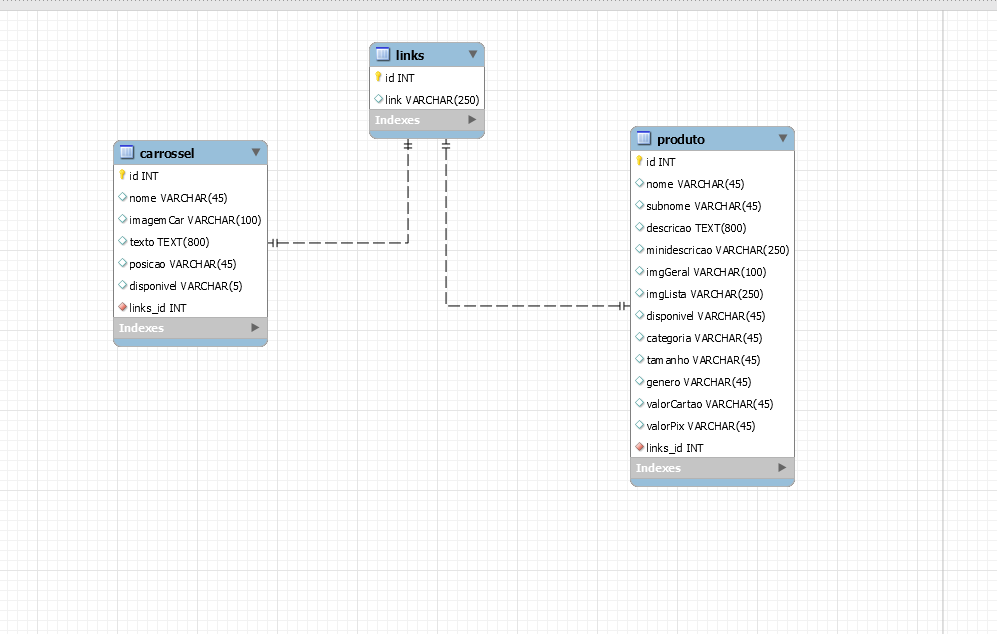 links
id INT
link VARCHAR(250)
Indexes
carrossel
id INT
nome VARCHAR(45)
imagemCar VARCHAR(100)
texto TEXT(800)
posicao VARCHAR(45)
disponivel VARCHAR(5)
links_id INT
Indexes
produto
id INT
nome VARCHAR(45)
subnome VARCHAR(45)
descricao TEXT(800)
minidescricao VARCHAR(250)
imgGeral VARCHAR(100)
imgLista VARCHAR(250)
disponivel VARCHAR(45)
categoria VARCHAR(45)
tamanho VARCHAR(45)
genero VARCHAR(45)
valorCartao VARCHAR(45)
valorPix VARCHAR(45)
links_id INT
Indexes